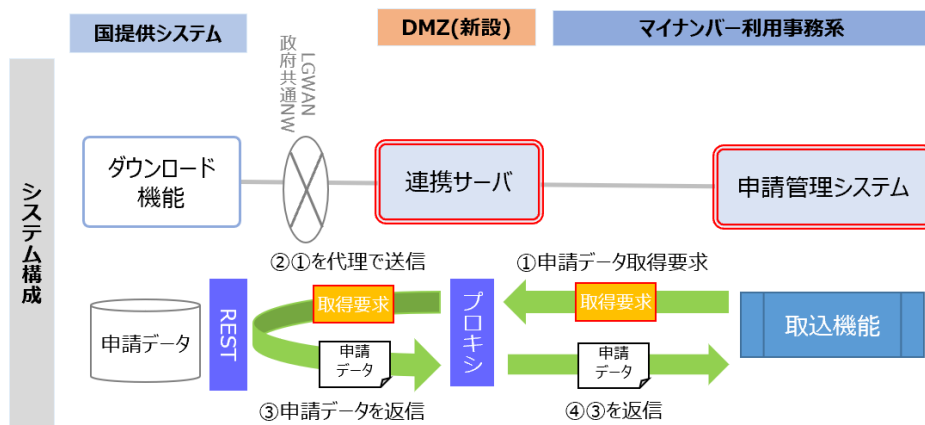 国提供システム
DMZ(新設)
マイナンバー利用事務系
システム構成
LGWAN
政府共通NW
ダウンロード
機能
連携サーバ
申請管理システム
②①を代理で送信
①申請データ取得要求
申請データ
REST
取得要求
プロキシ
取得要求
取込機能
申請
データ
申請
データ
③申請データを返信
④③を返信